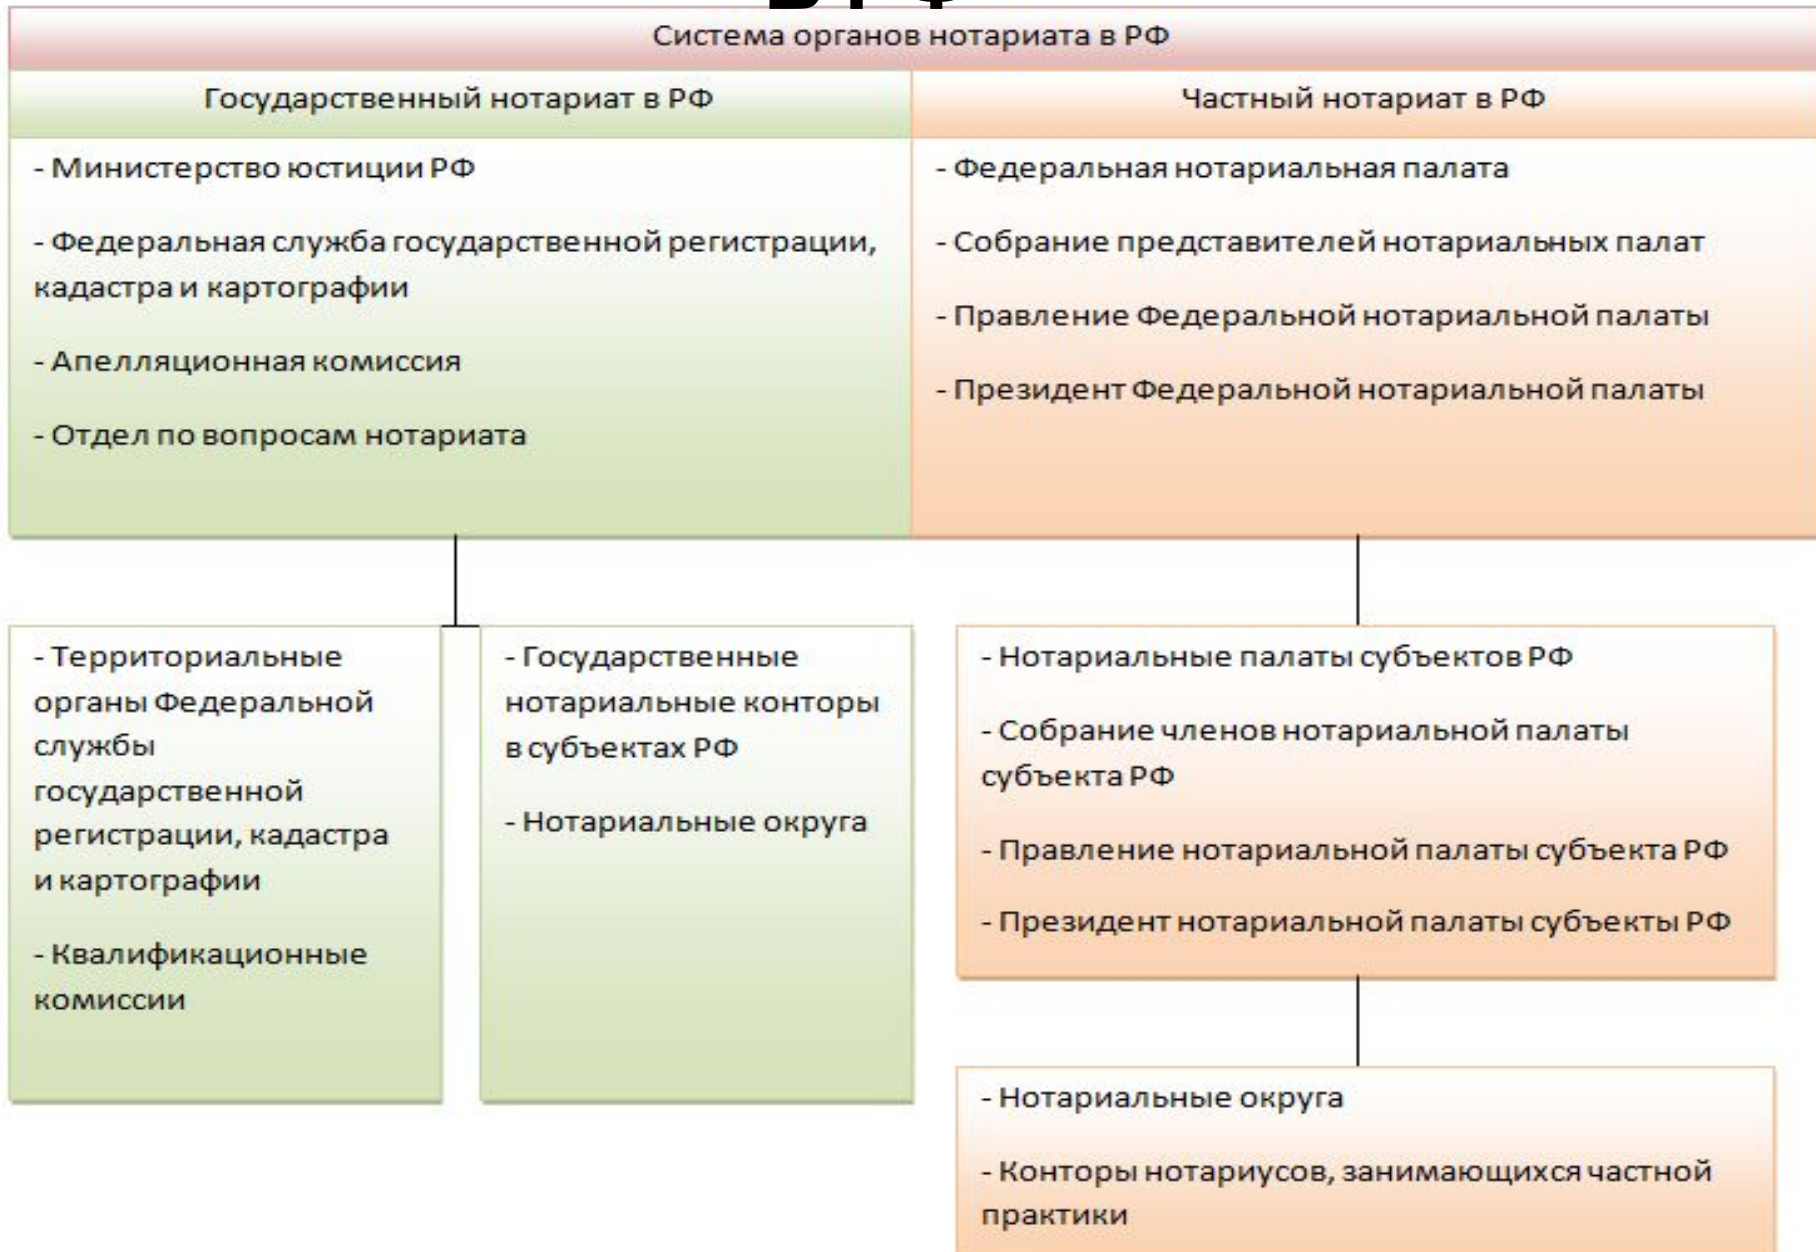 В РФ
Система органов нотариата в РФ
Государственный нотариат в РФ
Частный нотариат в РФ
- Министерство юстиции РФ
- Федеральная служба государственной регистрации,
кадастра и картографии
- Апелляционная комиссия
- Отдел по вопросам нотариата
- Федеральная нотариальная палата
- Собрание представителей нотариальных палат
- Правление Федеральной нотариальной палаты
- Президент Федеральной нотариальной палаты
- Территориальные
органы Федеральной
службы
государственной
регистрации, кадастра
и картографии
- Квалификационные
комиссии
- Государственные
нотариальные конторы
в субъектах РФ
- Нотариальные округа
- Нотариальные палаты субъектов РФ
- Собрание членов нотариальной палаты
субъекта РФ
- Правление нотариальной палаты субъекта РФ
- Президент нотариальной палаты субъекты РФ
- Нотариальные округа
- Конторы нотариусов, занимающихся частной
практики